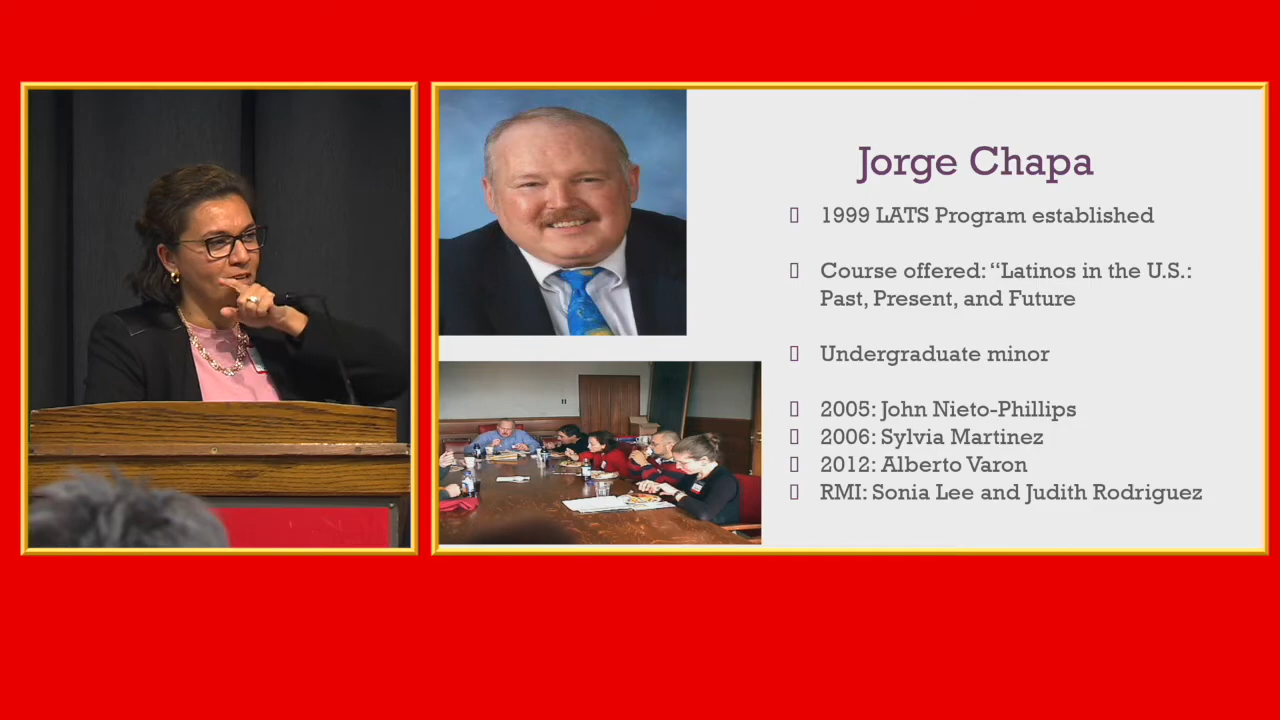 Jorge Chapa
1999 LATS Program established
Course offered: “Latinos in the U.S.:
Past, Present, and Future
Undergraduate minor
2005: John Nieto-Phillips
2006: Sylvia Martinez
2012: Alberto Varon
RMI: Sonia Lee and Judith Rodriguez